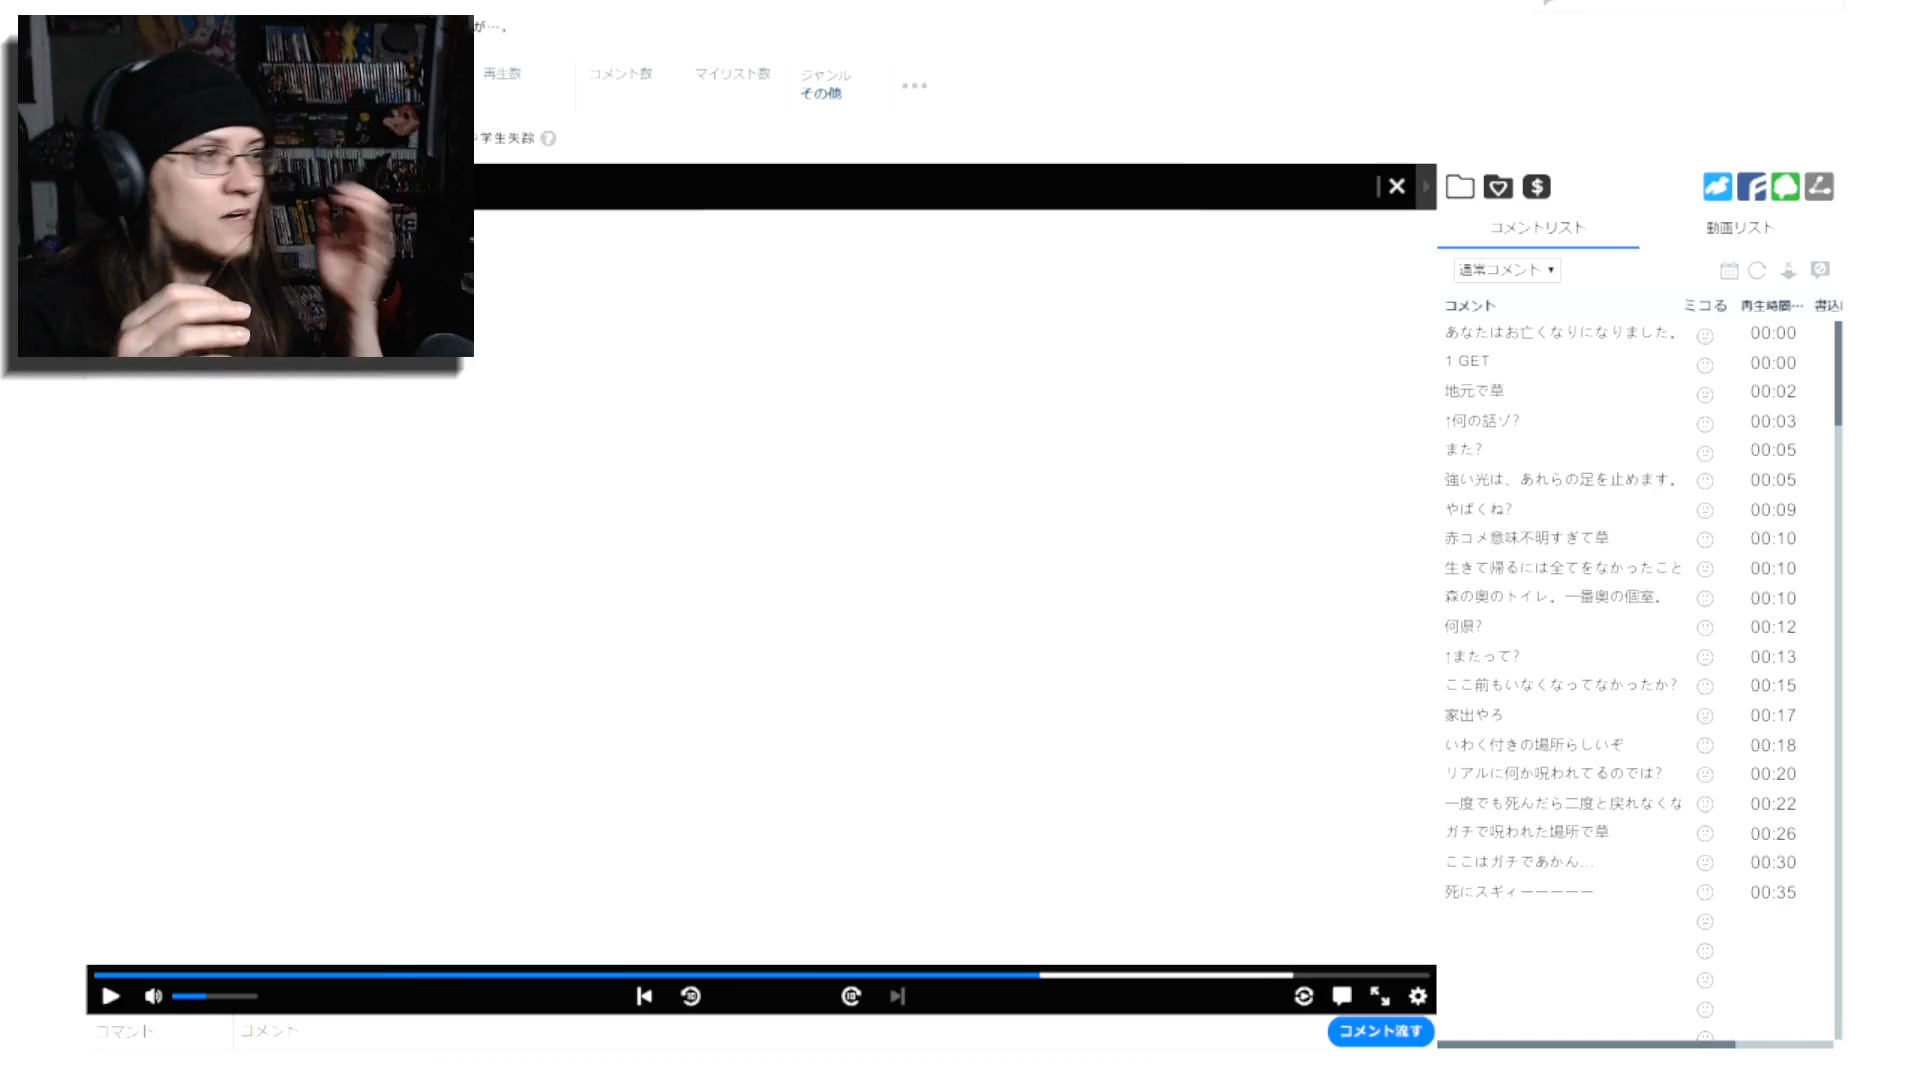 が…。
再生数
コメント数
マイリスト数
ジャンル
その他
学生失踪 ?
コメントリスト
動画リスト
通常コメント ▼
コメント ミコる 再生時間… 書込
あなたはお亡くなりになりました。 00:00
1 GET 00:00
地元で草 00:02
↑何の話ゾ? 00:03
また? 00:05
強い光は、あれらの足を止めます。 00:05
やばくね? 00:09
赤コメ意味不明すぎて草 00:10
生きて帰るには全てをなかったこと 00:10
森の奥のトイレ。一番奥の個室。 00:10
何県? 00:12
↑またって? 00:13
ここ前もいなくなってなかったか? 00:15
家出やろ 00:17
いわく付きの場所らしいぞ 00:18
リアルに何か呪われてるのでは? 00:20
一度でも死んだら二度と戻れなくな 00:22
ガチで呪われた場所で草 00:26
ここはガチであかん... 00:30
死にスギィーーーーー 00:35
コマント
コメント
コメント流す